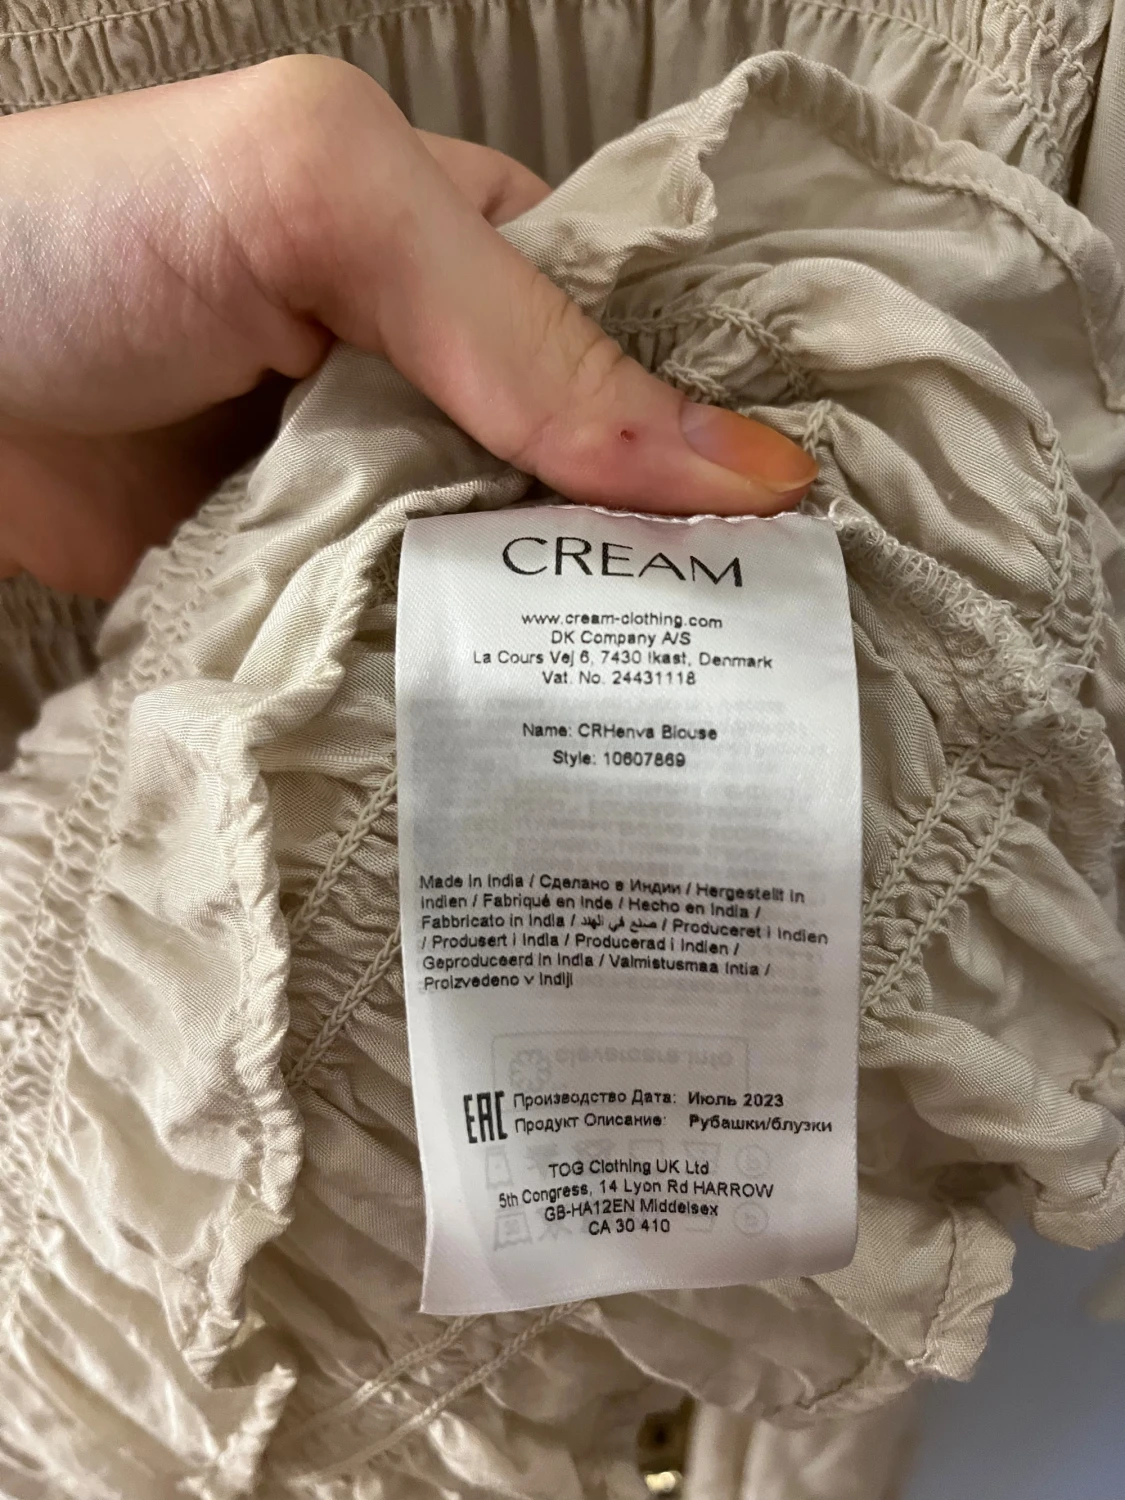 CREAM
www.cream-clothing.com
DK Company A/S
La Cours Vej 6, 7430 Ikast, Denmark
Vat. No. 24431118
Name: CRHenva Blouse
Style: 10607869
Made in India / Сделано в Индии / Hergestellt in
Indien / Fabriqué en Inde / Hecho en India /
Fabbricato in India / صنع في الهند / Produceret i Indien
/ Produsert i India / Producerad i Indien /
Geproduceerd in India / Valmistusmaa Intia /
Proizvedeno v Indiji
EAC Производство Дата: Июль 2023
Продукт Описание: Рубашки/блузки
TOG Clothing UK Ltd
5th Congress, 14 Lyon Rd HARROW
GB-HA12EN Middelsex
CA 30 410